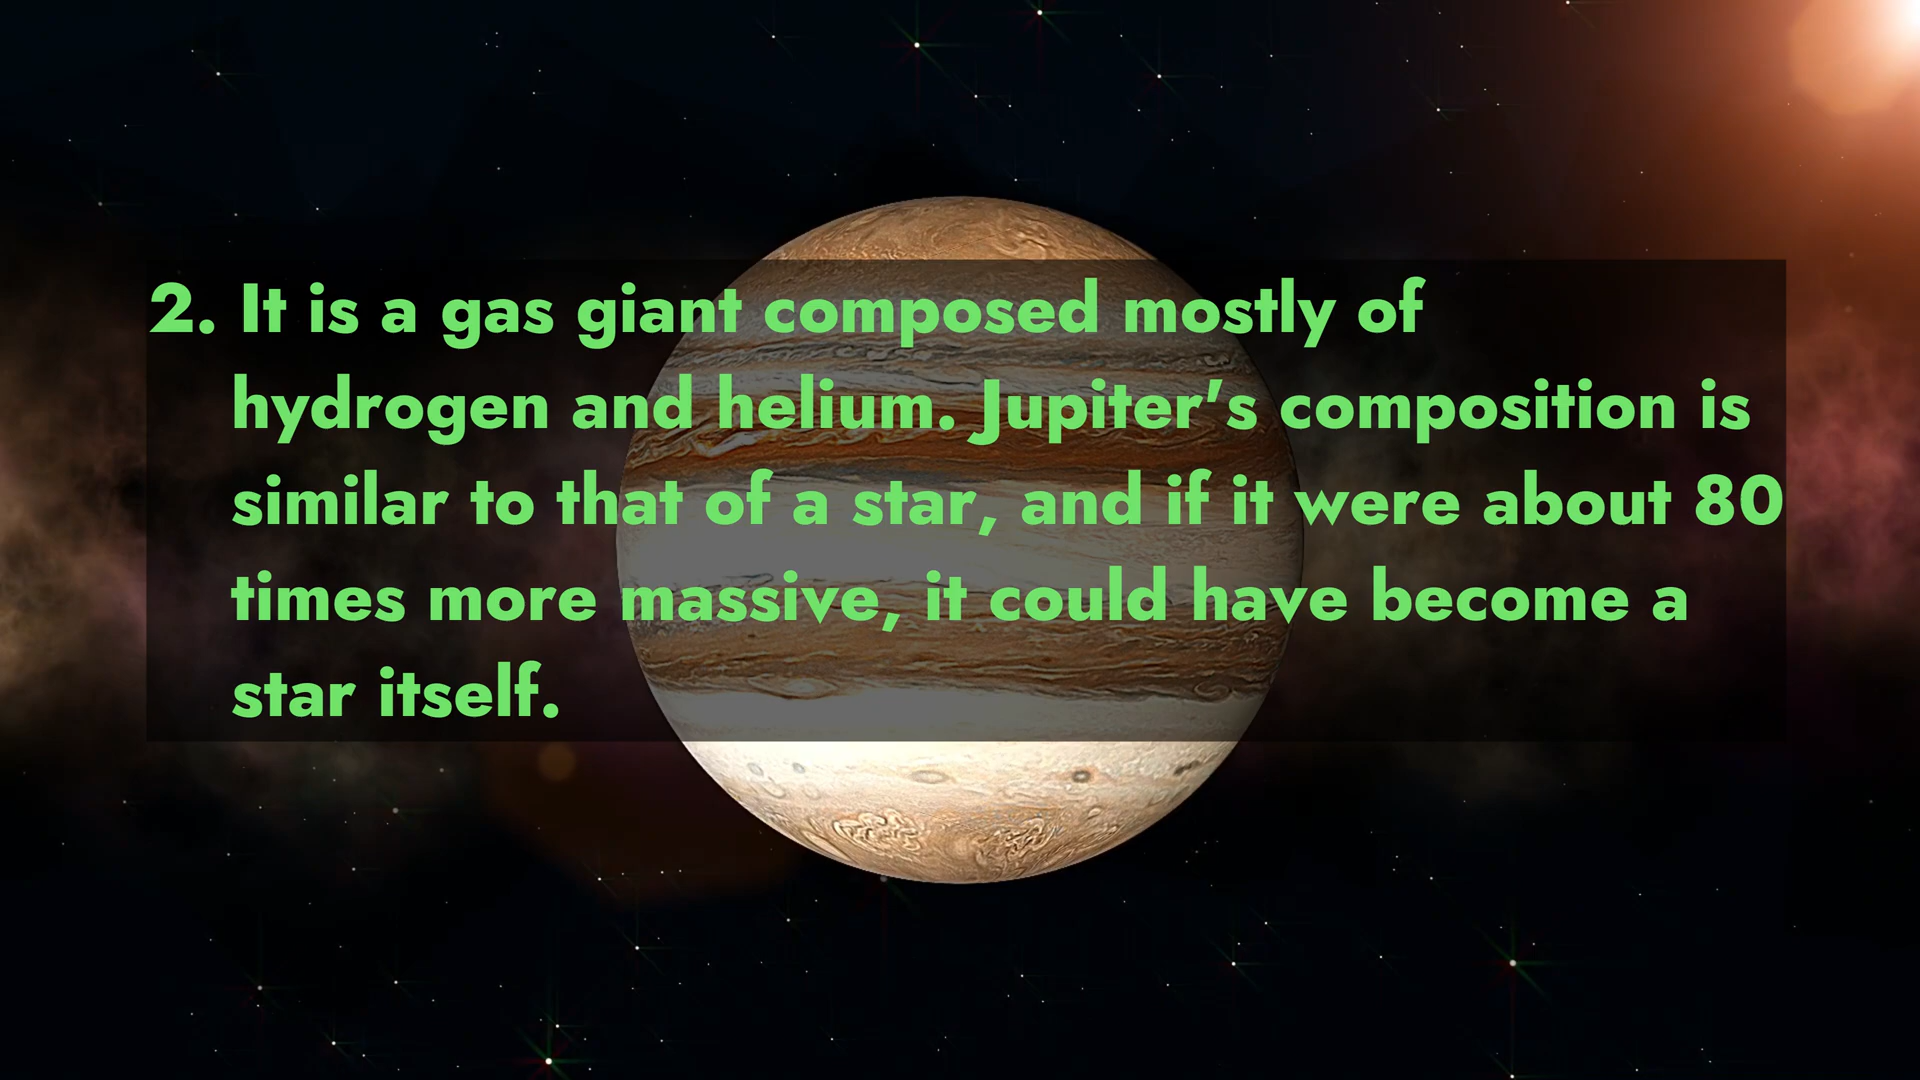 2. It is a gas giant composed mostly of
hydrogen and helium. Jupiter's composition is
similar to that of a star, and if it were about 80
times more massive, it could have become a
star itself.